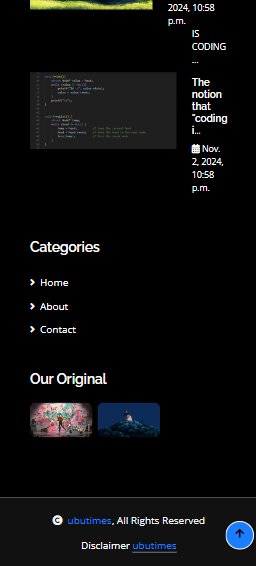 2024, 10:58
p.m.
IS
CODING
...
The
notion
that
"coding
i...
Nov.
2, 2024,
10:58
p.m.
Categories
Home
About
Contact
Our Original
ubutimes, All Rights Reserved
Disclaimer ubutimes